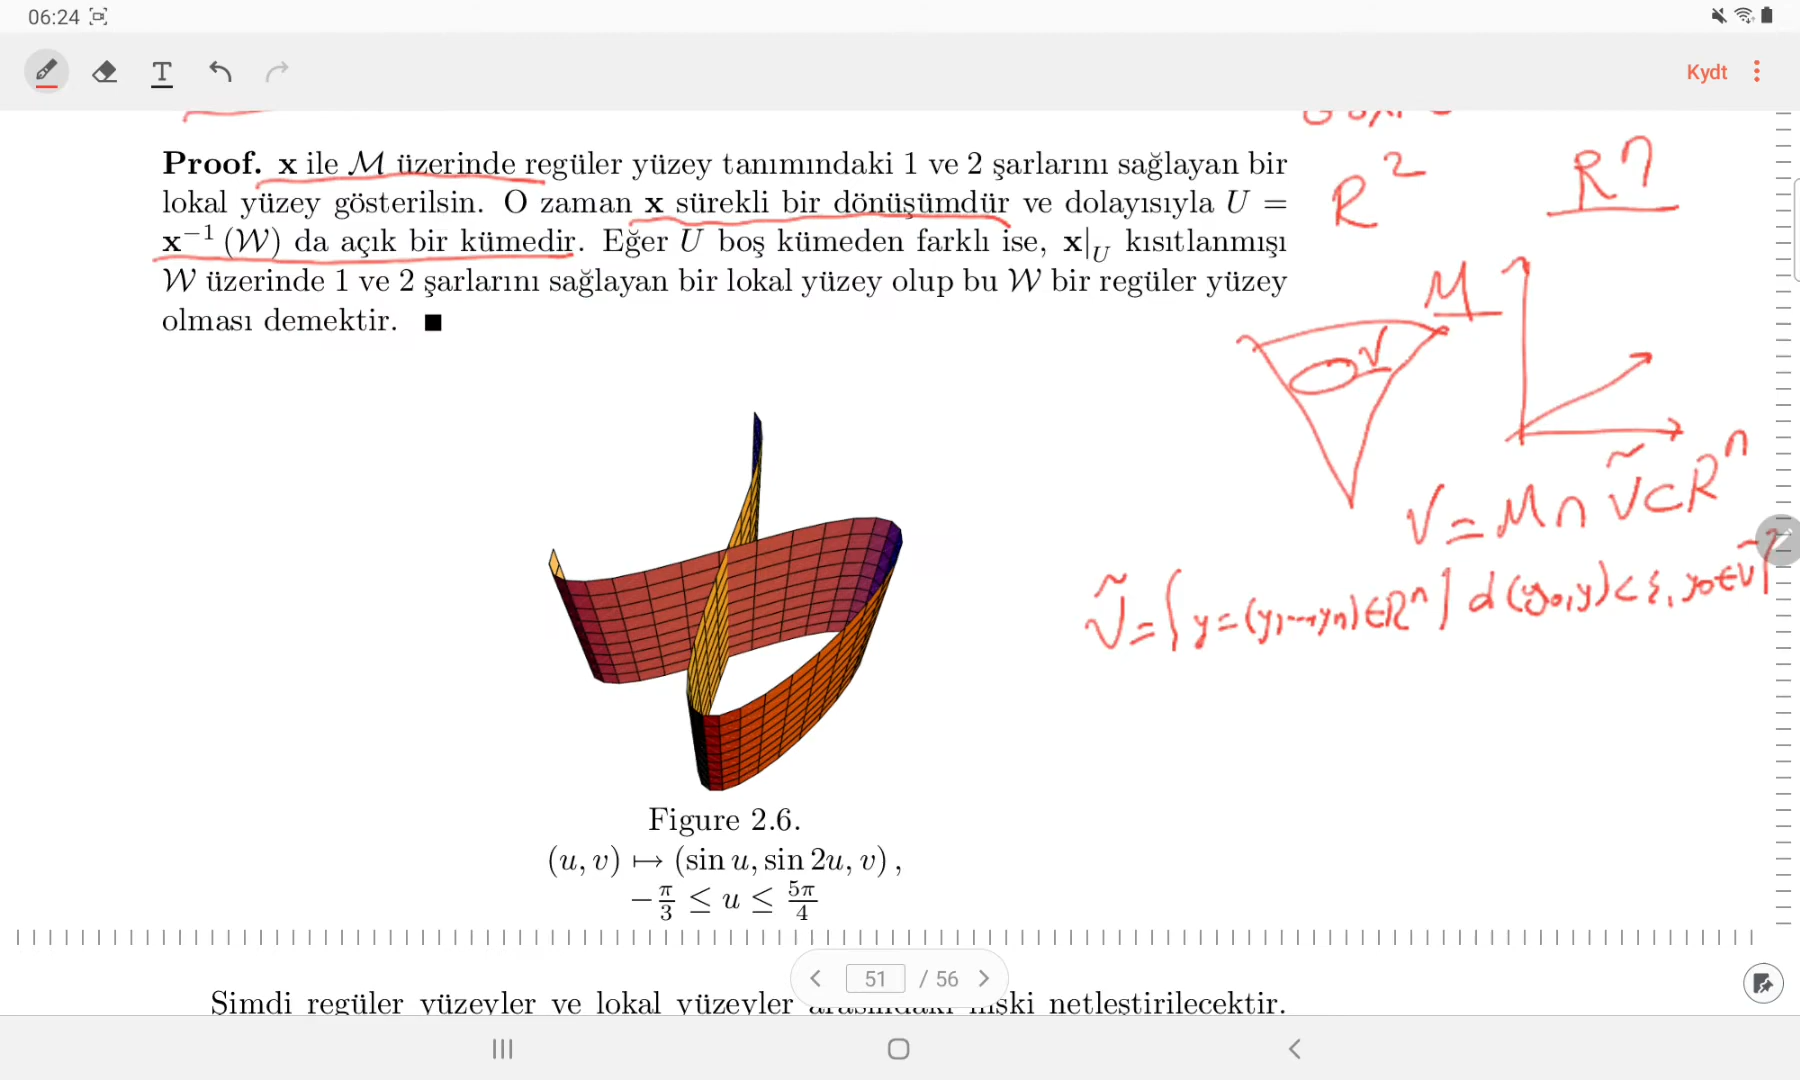 06:24
T
Kydt
Proof. x ile M üzerinde regüler yüzey tanımındaki 1 ve 2 şarlarını sağlayan bir
lokal yüzey gösterilsin. O zaman x sürekli bir dönüşümdür ve dolayısıyla U =
x⁻¹ (W) da açık bir kümedir. Eğer U boş kümeden farklı ise, x|_U kısıtlanmışı
W üzerinde 1 ve 2 şarlarını sağlayan bir lokal yüzey olup bu W bir regüler yüzey
olması demektir. ■
R² Rⁿ
M
V
V = M ∩ Ṽ ⊂ Rⁿ
Ṽ = { y = (y₁...,yₙ) ∈ Rⁿ | d(y₀,y) < ε, y₀ ∈ Ṽ }
Figure 2.6.
(u, v) ↦ (sin u, sin 2u, v) ,
−π/3 ≤ u ≤ 5π/4
51 / 56
Şimdi regüler yüzeyler ve lokal yüzeyler netleştirilecektir.